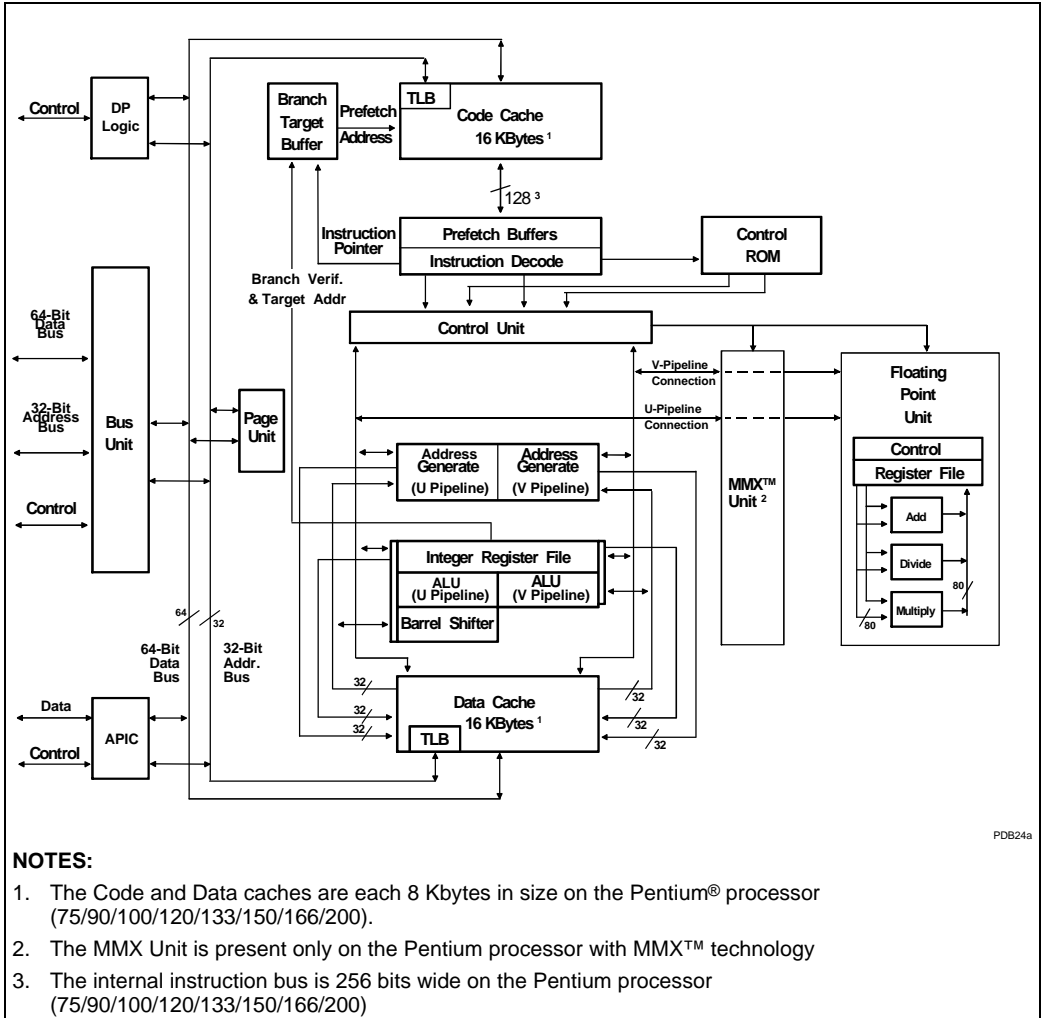 Control
DP
Logic
Branch
Target
Buffer
Prefetch
Address
TLB
Code Cache
16 KBytes ¹
128 ³
Instruction
Pointer
Prefetch Buffers
Instruction Decode
Control
ROM
Branch Verif.
& Target Addr
Control Unit
64-Bit
Data
Bus
32-Bit
Address
Bus
Control
Bus
Unit
Page
Unit
V-Pipeline
Connection
U-Pipeline
Connection
MMX™
Unit ²
Floating
Point
Unit
Control
Register File
Add
Divide
Multiply
80
80
Address
Generate
(U Pipeline)
Address
Generate
(V Pipeline)
Integer Register File
ALU
(U Pipeline)
ALU
(V Pipeline)
Barrel Shifter
64
32
64-Bit
Data
Bus
32-Bit
Addr.
Bus
32
32
32
32
32
32
Data Cache
16 KBytes ¹
TLB
Data
Control
APIC
PDB24a
NOTES:
1. The Code and Data caches are each 8 Kbytes in size on the Pentium® processor
(75/90/100/120/133/150/166/200).
2. The MMX Unit is present only on the Pentium processor with MMX™ technology
3. The internal instruction bus is 256 bits wide on the Pentium processor
(75/90/100/120/133/150/166/200)